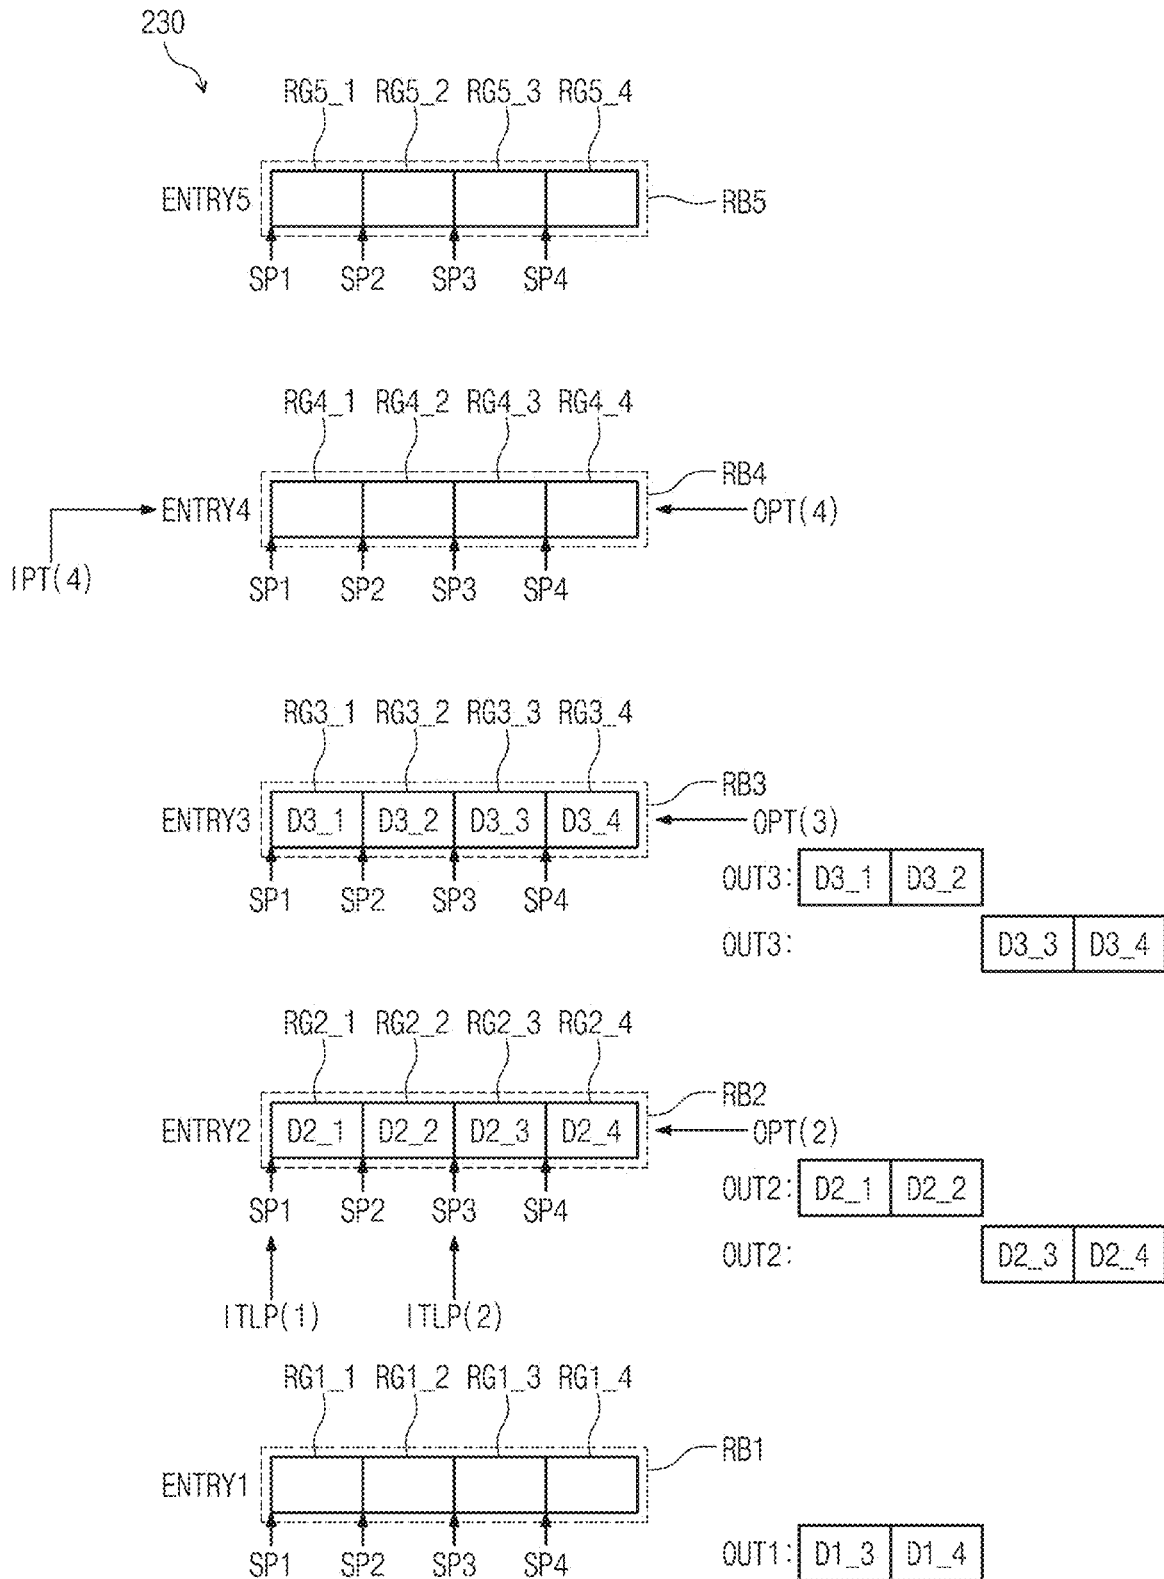 230
RG5_1 RG5_2 RG5_3 RG5_4
ENTRY5 RB5
SP1 SP2 SP3 SP4
RG4_1 RG4_2 RG4_3 RG4_4
RB4
ENTRY4 OPT(4)
IPT(4)
SP1 SP2 SP3 SP4
RG3_1 RG3_2 RG3_3 RG3_4
RB3
ENTRY3 D3_1 D3_2 D3_3 D3_4 OPT(3)
OUT3: D3_1 D3_2
SP1 SP2 SP3 SP4
OUT3: D3_3 D3_4
RG2_1 RG2_2 RG2_3 RG2_4
RB2
ENTRY2 D2_1 D2_2 D2_3 D2_4 OPT(2)
OUT2: D2_1 D2_2
SP1 SP2 SP3 SP4
OUT2: D2_3 D2_4
ITLP(1) ITLP(2)
RG1_1 RG1_2 RG1_3 RG1_4
RB1
ENTRY1
OUT1: D1_3 D1_4
SP1 SP2 SP3 SP4